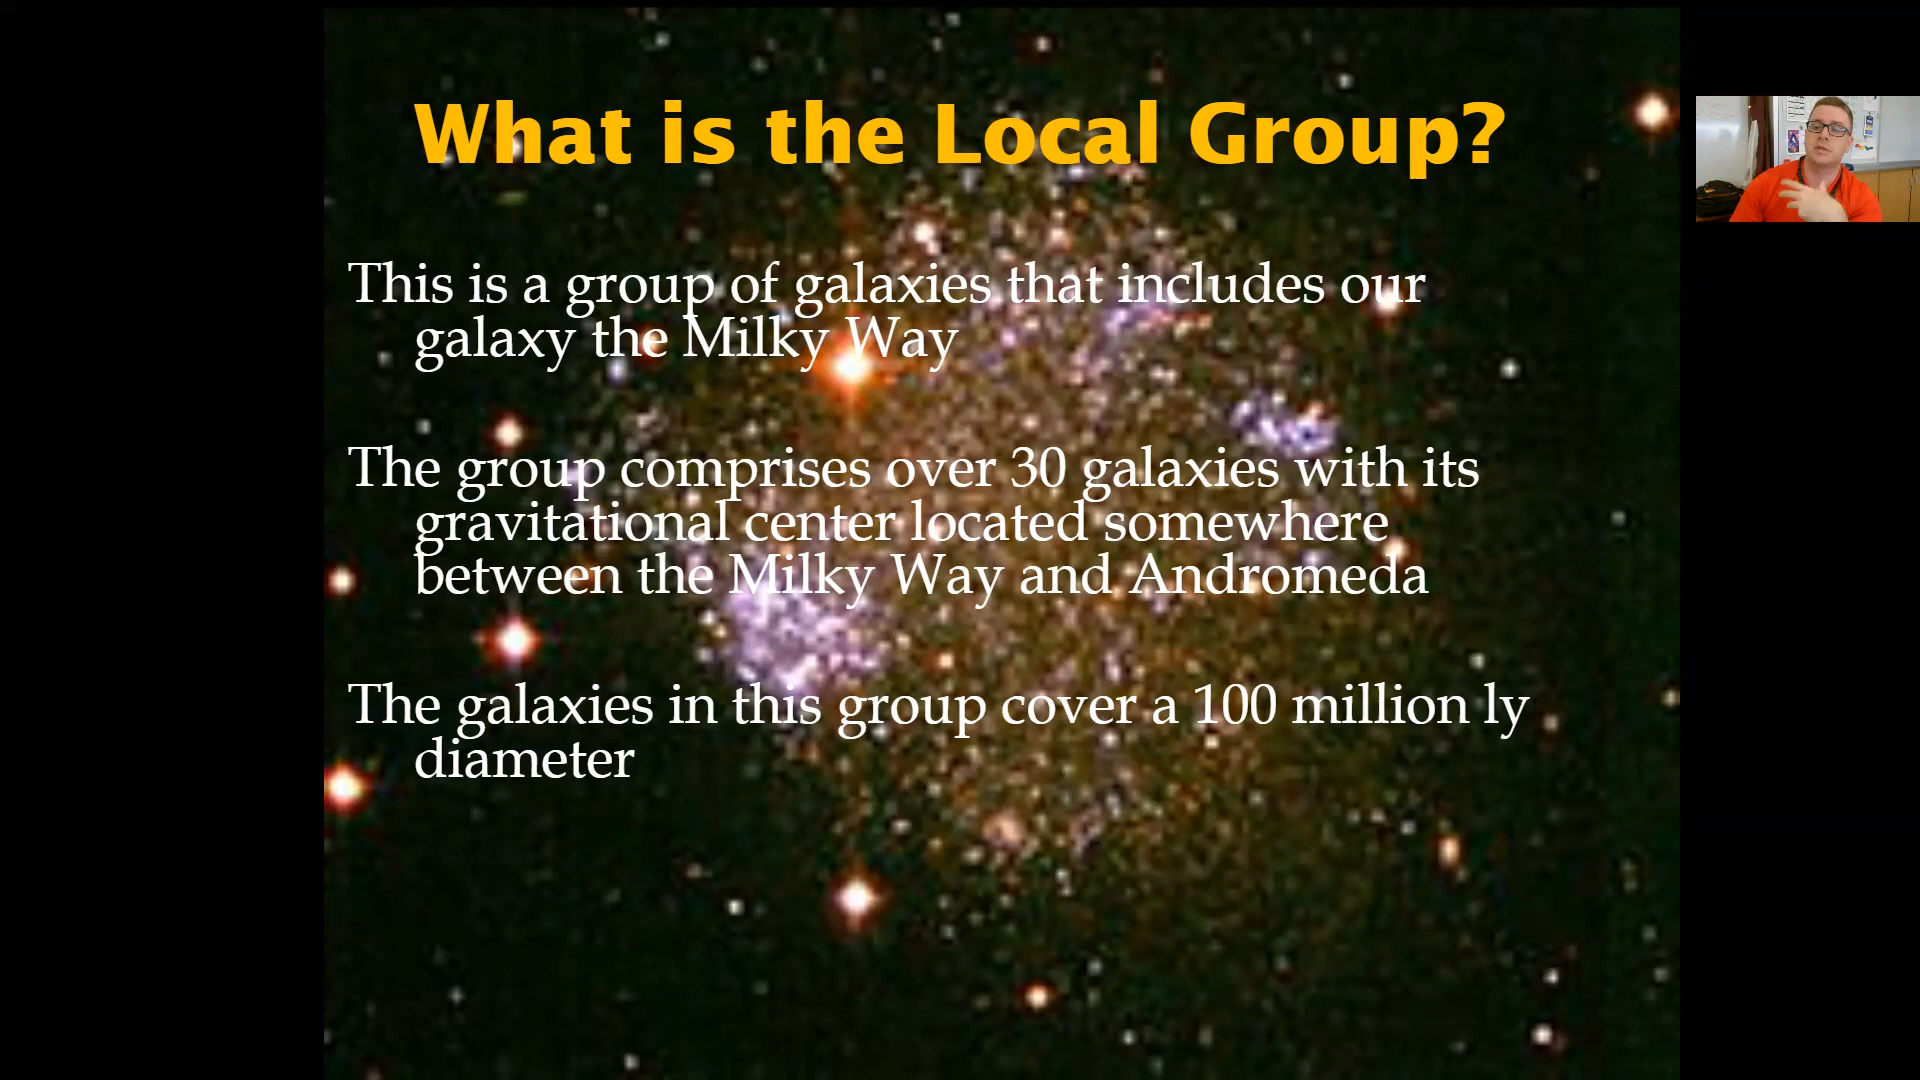 What is the Local Group?
This is a group of galaxies that includes our
galaxy the Milky Way
The group comprises over 30 galaxies with its
gravitational center located somewhere
between the Milky Way and Andromeda
The galaxies in this group cover a 100 million ly
diameter